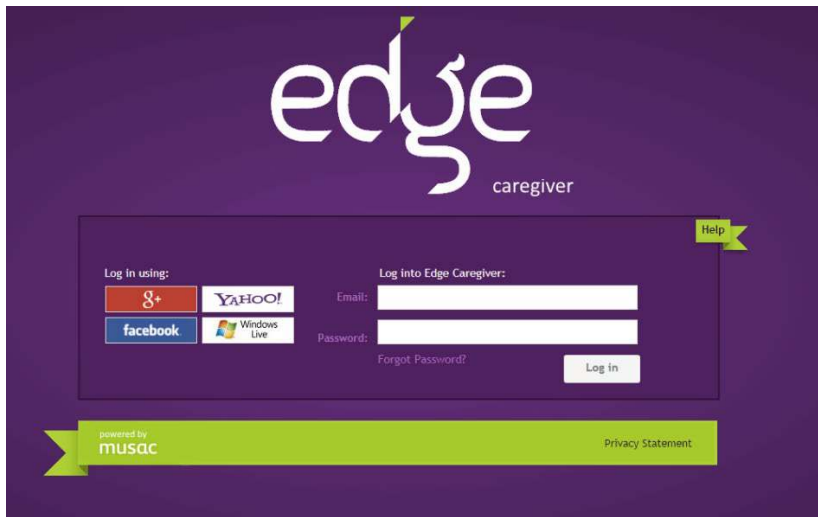 edge
caregiver
Help
Log in using:
8+
YAHOO!
facebook
Windows Live
Log into Edge Caregiver:
Email:
Password:
Forgot Password?
Log in
powered by
musac
Privacy Statement